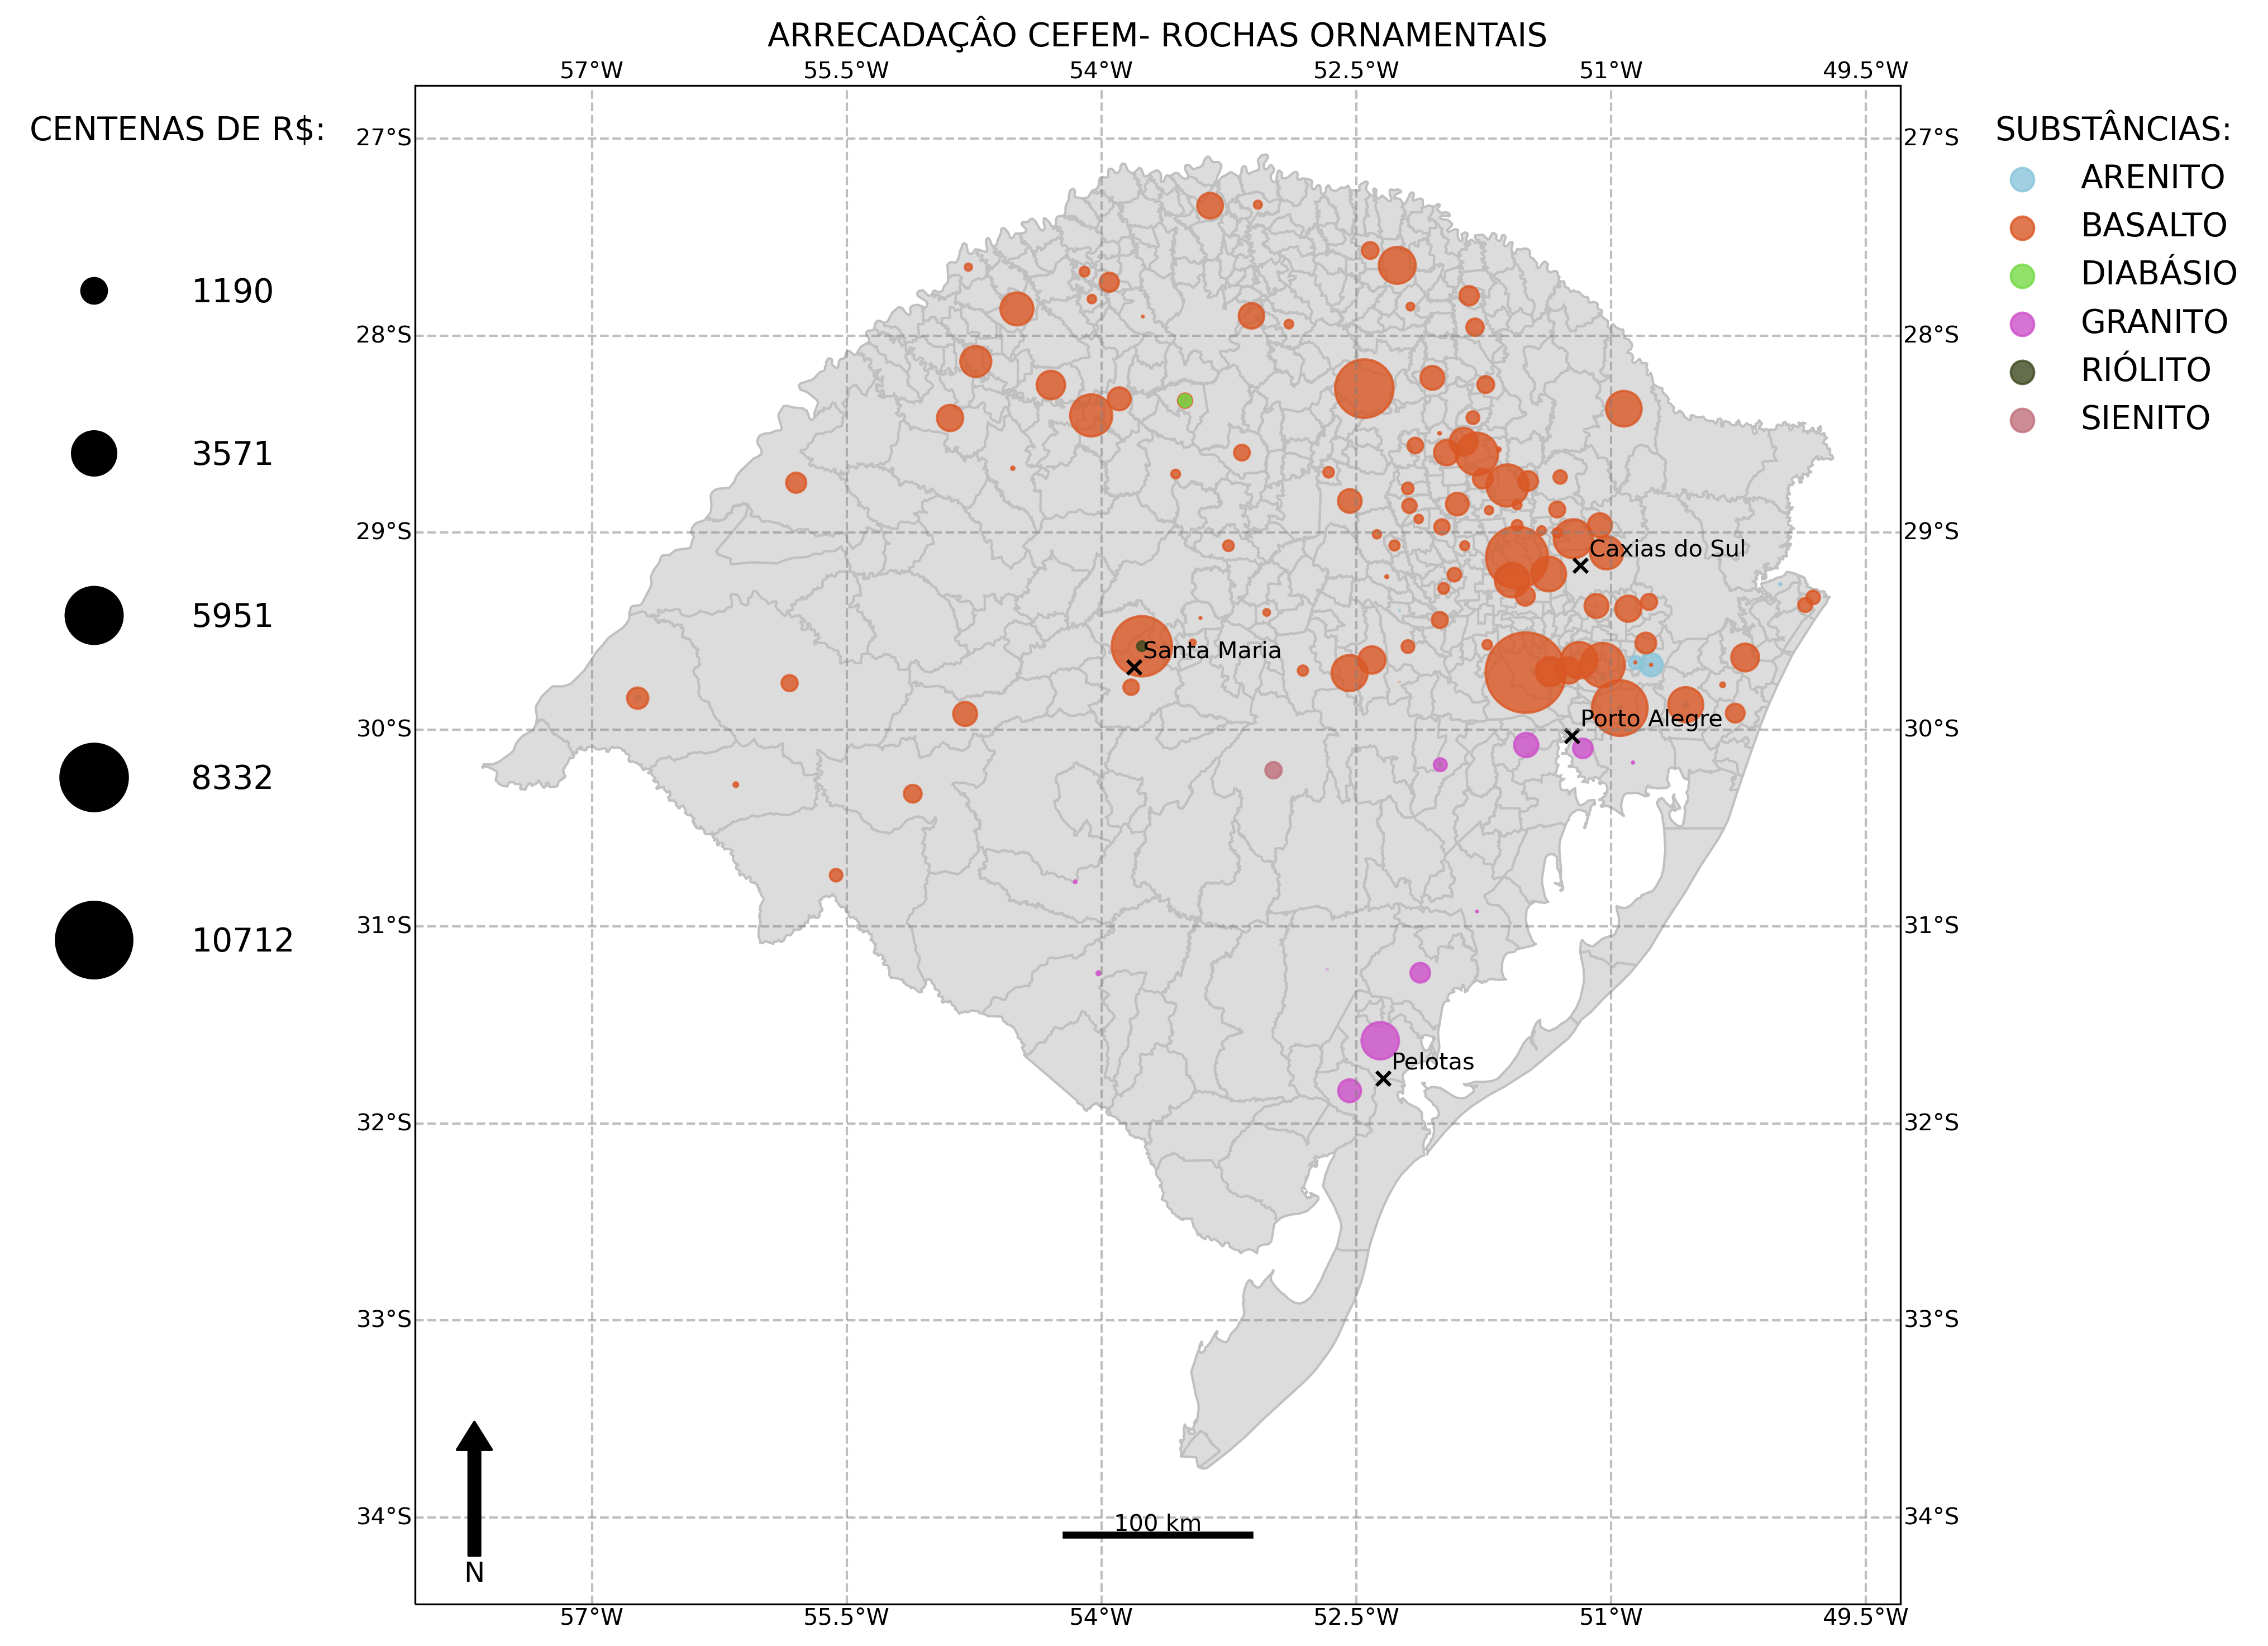 ARRECADAÇÂO CEFEM- ROCHAS ORNAMENTAIS
57°W 55.5°W 54°W 52.5°W 51°W 49.5°W
CENTENAS DE R$:
1190
3571
5951
8332
10712
27°S 27°S
28°S 28°S
29°S 29°S
30°S 30°S
31°S 31°S
32°S 32°S
33°S 33°S
34°S 34°S
Caxias do Sul
Santa Maria
Porto Alegre
Pelotas
SUBSTÂNCIAS:
ARENITO
BASALTO
DIABÁSIO
GRANITO
RIÓLITO
SIENITO
N
100 km
57°W 55.5°W 54°W 52.5°W 51°W 49.5°W